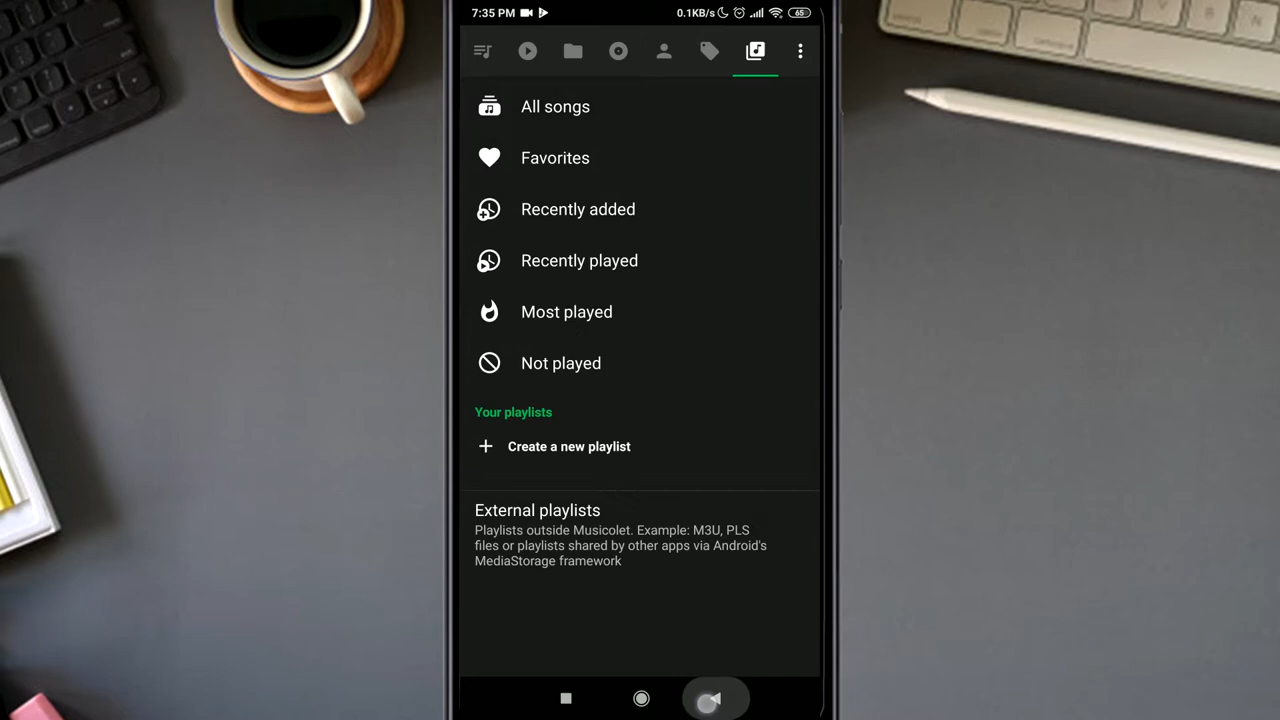 7:35 PM
0.1KB/s
65
All songs
Favorites
Recently added
Recently played
Most played
Not played
Your playlists
Create a new playlist
External playlists
Playlists outside Musicolet. Example: M3U, PLS
files or playlists shared by other apps via Android's
MediaStorage framework